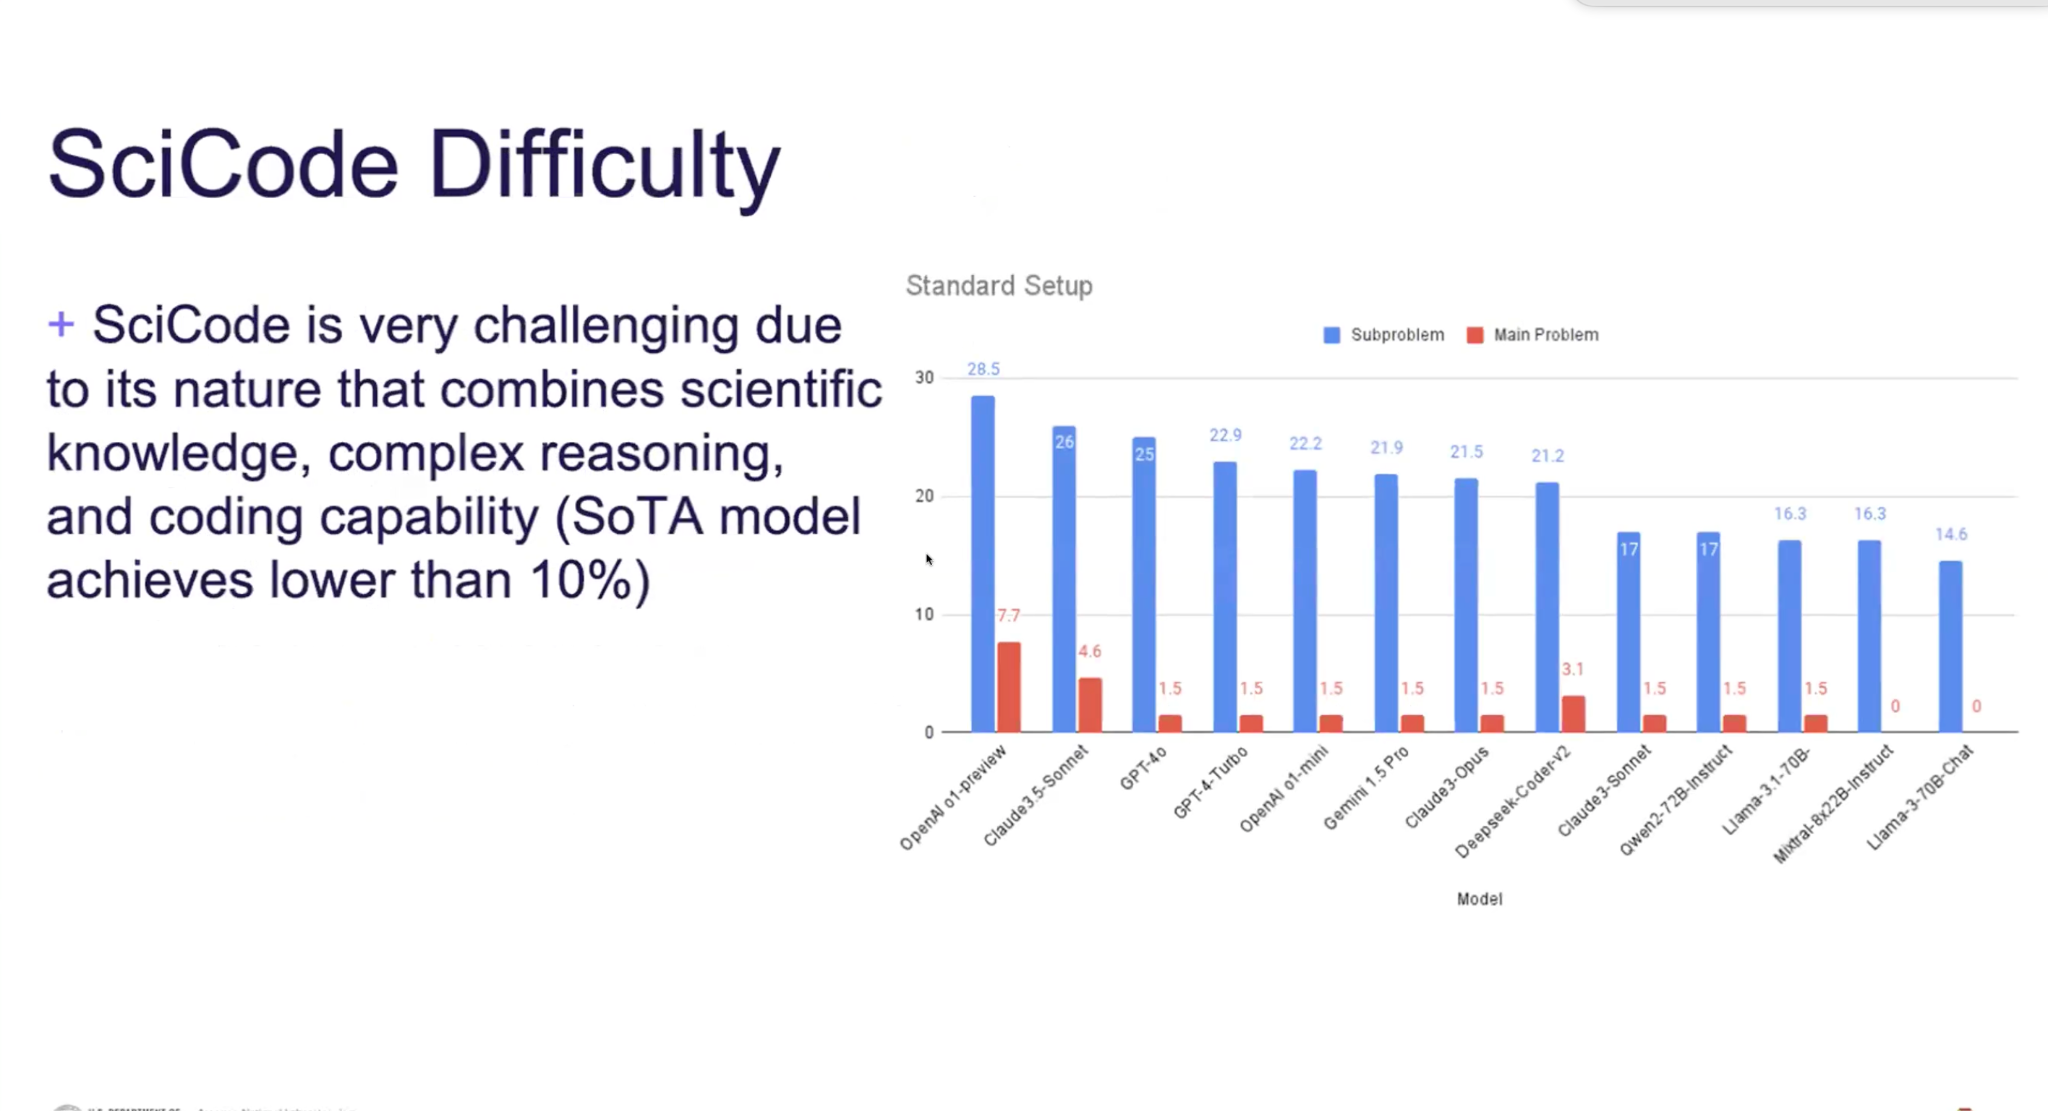 SciCode Difficulty
+ SciCode is very challenging due
to its nature that combines scientific
knowledge, complex reasoning,
and coding capability (SoTA model
achieves lower than 10%)
Standard Setup
Subproblem Main Problem
30
20
10
0
28.5 26 25 22.9 22.2 21.9 21.5 21.2 17 17 16.3 16.3 14.6
7.7 4.6 1.5 1.5 1.5 1.5 1.5 3.1 1.5 1.5 1.5 0 0
OpenAI o1-preview
Claude3.5-Sonnet
GPT-4o
GPT-4-Turbo
OpenAI o1-mini
Gemini 1.5 Pro
Claude3-Opus
Deepseek-Coder-v2
Claude3-Sonnet
Qwen2-72B-Instruct
Llama-3.1-70B-
Mixtral-8x22B-Instruct
Llama-3-70B-Chat
Model
U.S. DEPARTMENT OF